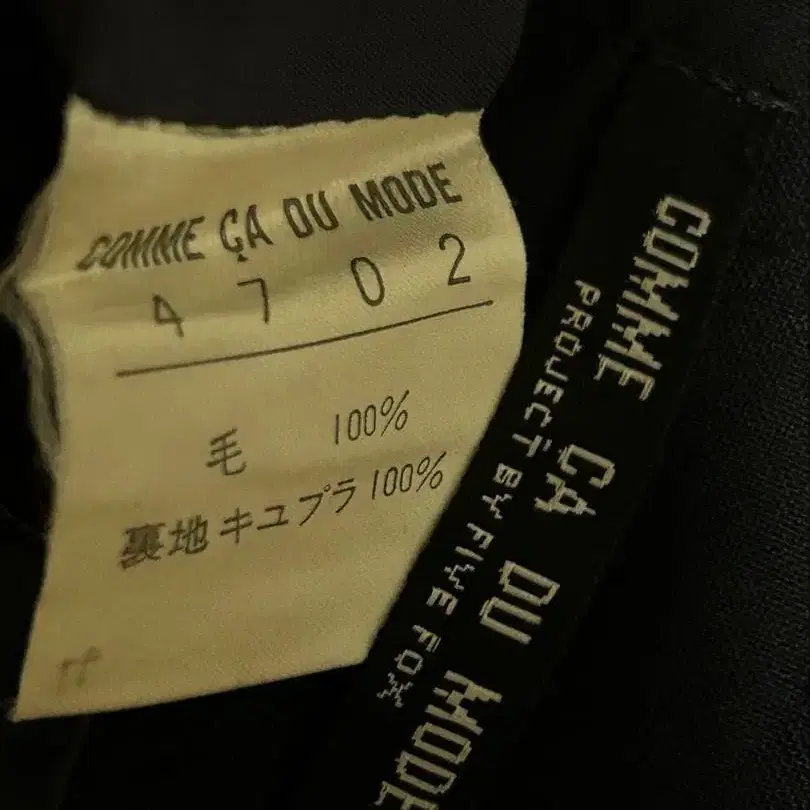 COMME ÇA DU MODE
4 7 0 2
毛 100%
裏地 キュプラ 100%
COMME ÇA DU MODE
PROJECT BY FIVE FOX